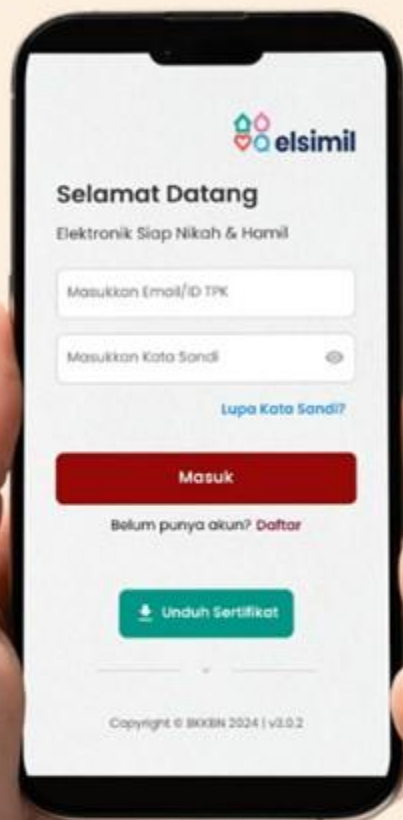 elsimil
Selamat Datang
Elektronik Siap Nikah & Hamil
Masukkan Email/ID TPK
Masukkan Kata Sandi
Lupa Kata Sandi?
Masuk
Belum punya akun? Daftar
Unduh Sertifikat
Copyright © BKKBN 2024 | v3.0.2